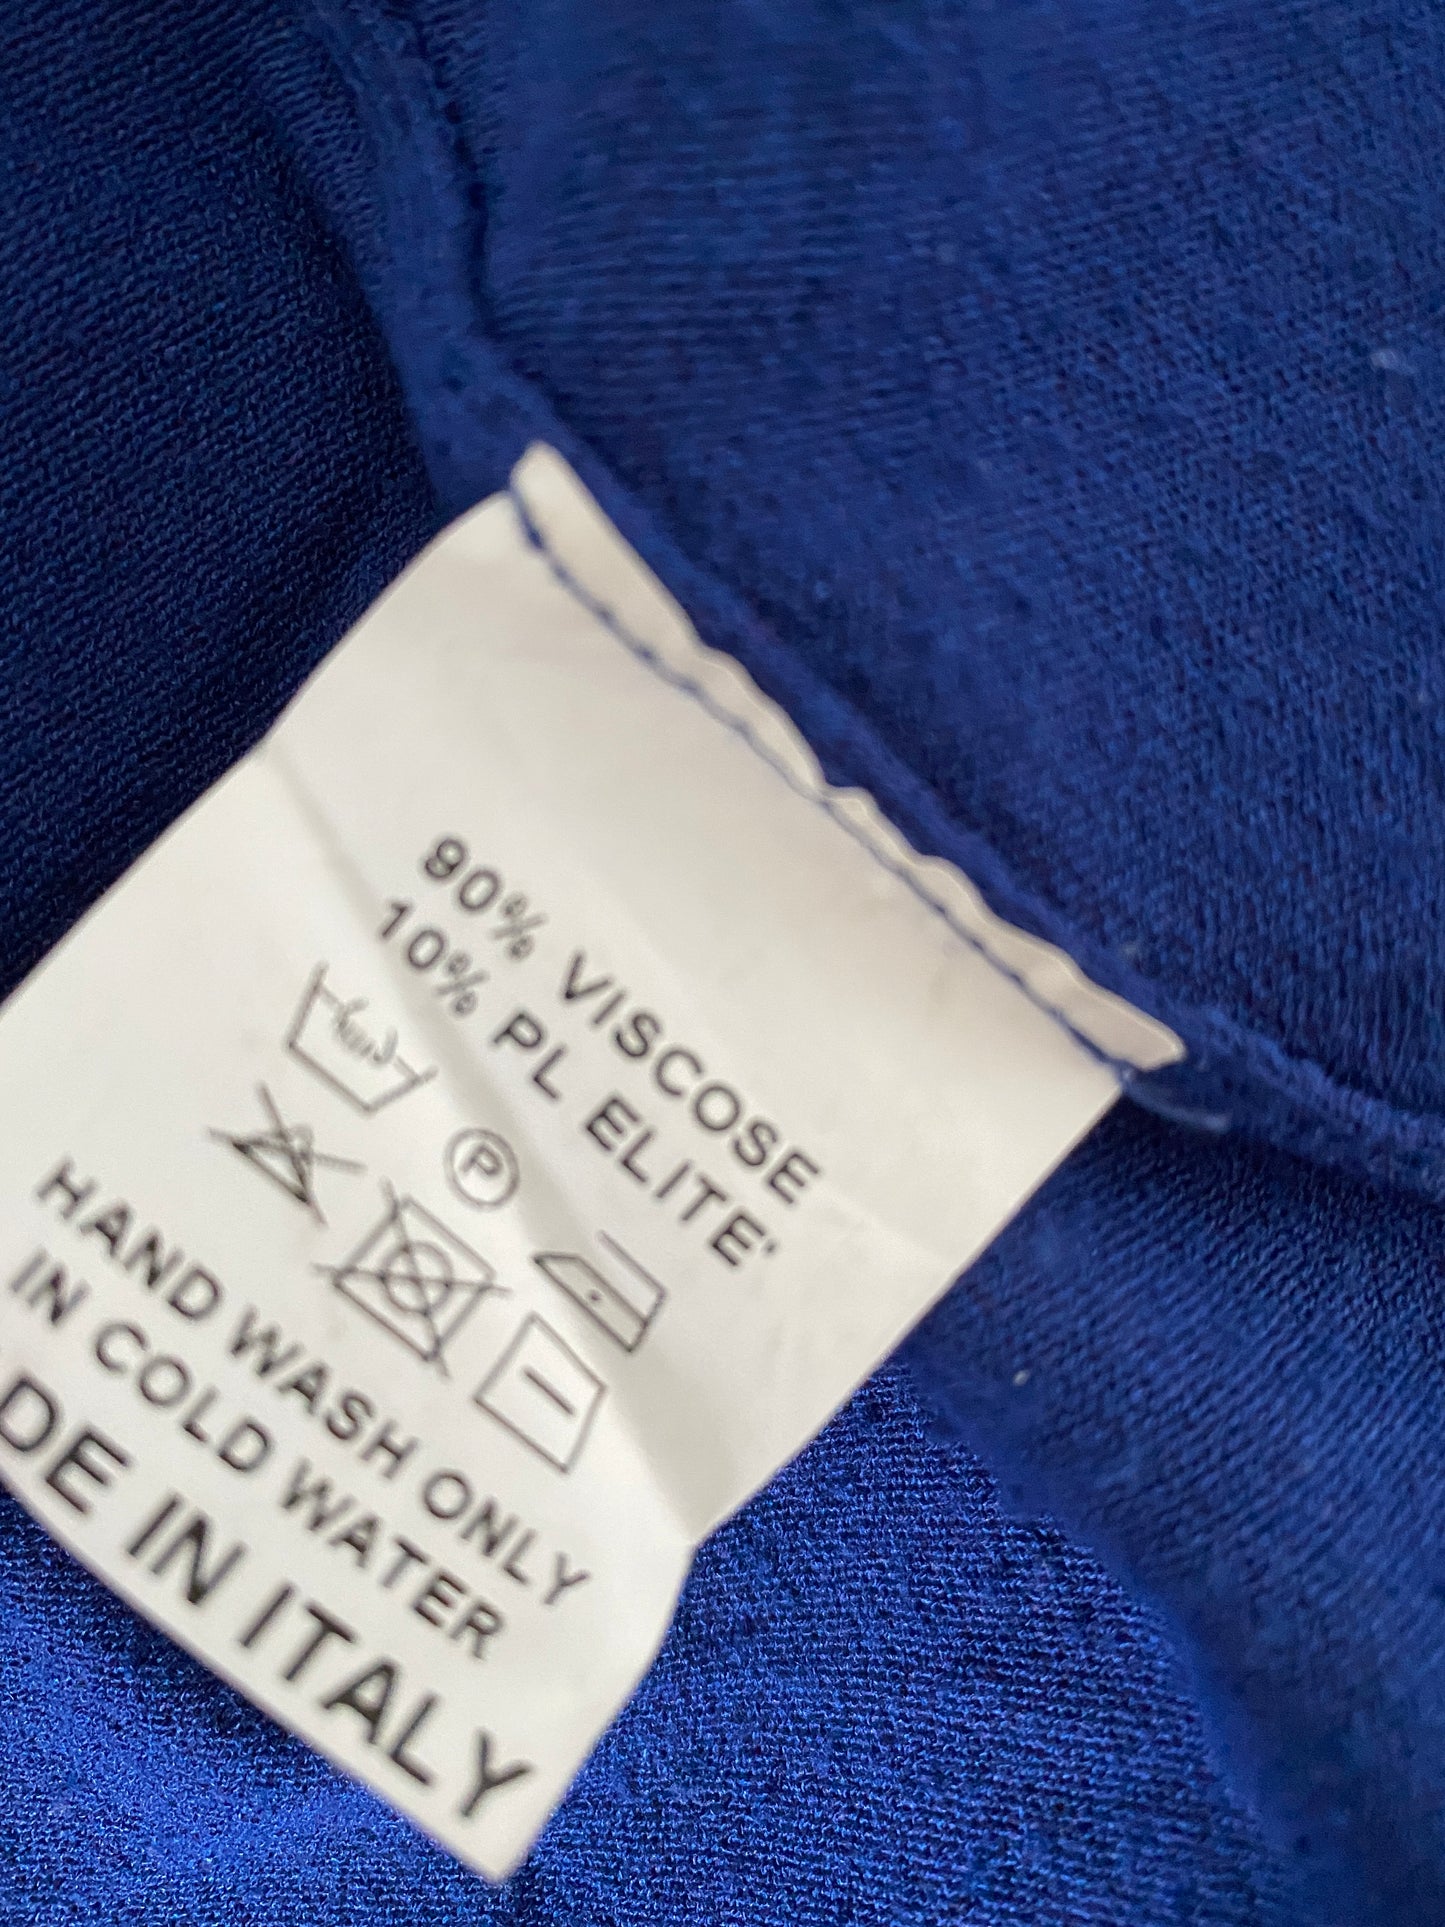 90% VISCOSE
10% PL ELITE'
P
HAND WASH ONLY
IN COLD WATER
DE IN ITALY